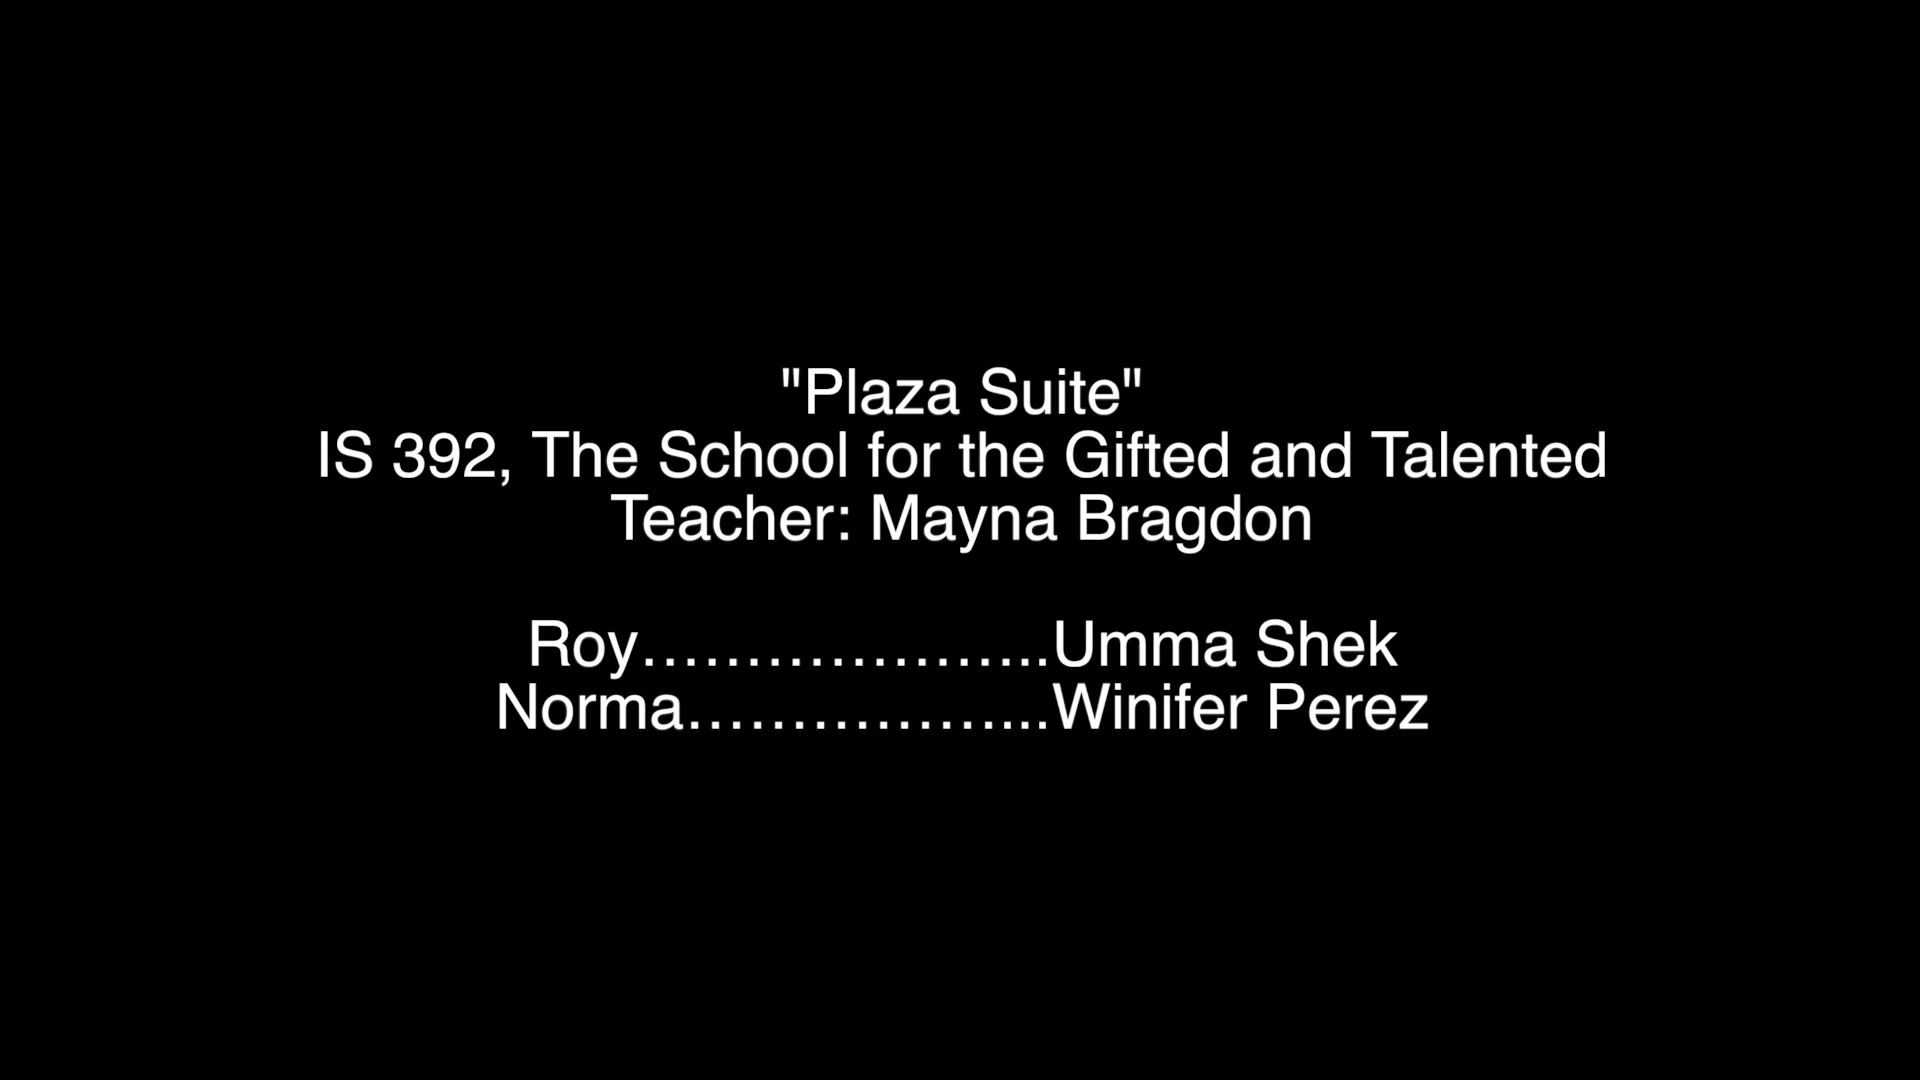 "Plaza Suite"
IS 392, The School for the Gifted and Talented
Teacher: Mayna Bragdon
Roy…………………..Umma Shek
Norma………………...Winifer Perez